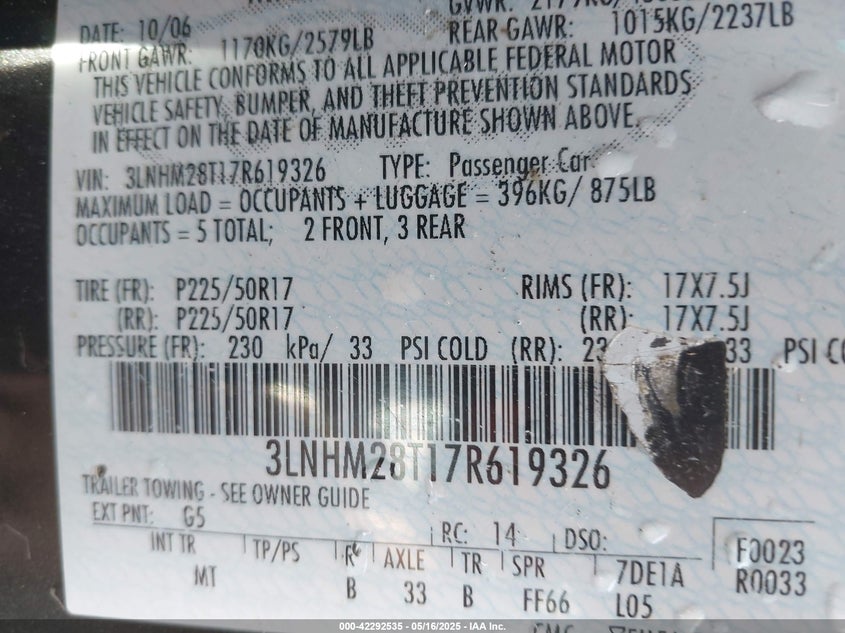 DATE: 10/06
REAR GAWR: 1015KG/2237LB
FRONT GAWR: 1170KG/2579LB
THIS VEHICLE CONFORMS TO ALL APPLICABLE FEDERAL MOTOR
VEHICLE SAFETY, BUMPER, AND THEFT PREVENTION STANDARDS
IN EFFECT ON THE DATE OF MANUFACTURE SHOWN ABOVE.
VIN: 3LNHM28T17R619326 TYPE: Passenger Car
MAXIMUM LOAD = OCCUPANTS + LUGGAGE = 396KG/ 875LB
OCCUPANTS = 5 TOTAL; 2 FRONT, 3 REAR
TIRE (FR): P225/50R17 RIMS (FR): 17X7.5J
(RR): P225/50R17 (RR): 17X7.5J
PRESSURE (FR): 230 kPa/ 33 PSI COLD (RR): 33 PSI
3LNHM28T17R619326
TRAILER TOWING - SEE OWNER GUIDE
EXT PNT: G5 RC: 14 DSO:
INT TR TP/PS R AXLE TR SPR 7DE1A F0023
MT B 33 B FF66 L05 R0033
000-42292535 - 05/16/2025 - IAA Inc.